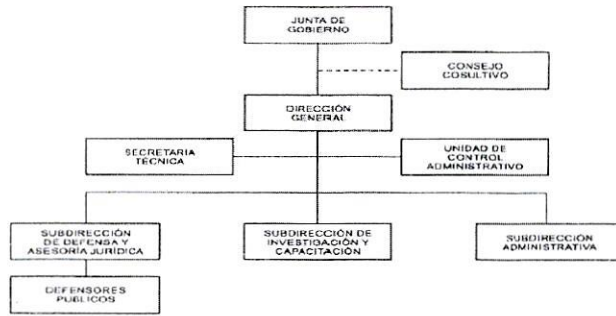 JUNTA DE
GOBIERNO
CONSEJO
COSULTIVO
DIRECCIÓN
GENERAL
SECRETARIA
TÉCNICA
UNIDAD DE
CONTROL
ADMINISTRATIVO
SUBDIRECCIÓN
DE DEFENSA Y
ASESORÍA JURÍDICA
SUBDIRECCIÓN DE
INVESTIGACIÓN Y
CAPACITACIÓN
SUBDIRECCIÓN
ADMINISTRATIVA
DEFENSORES
PUBLICOS